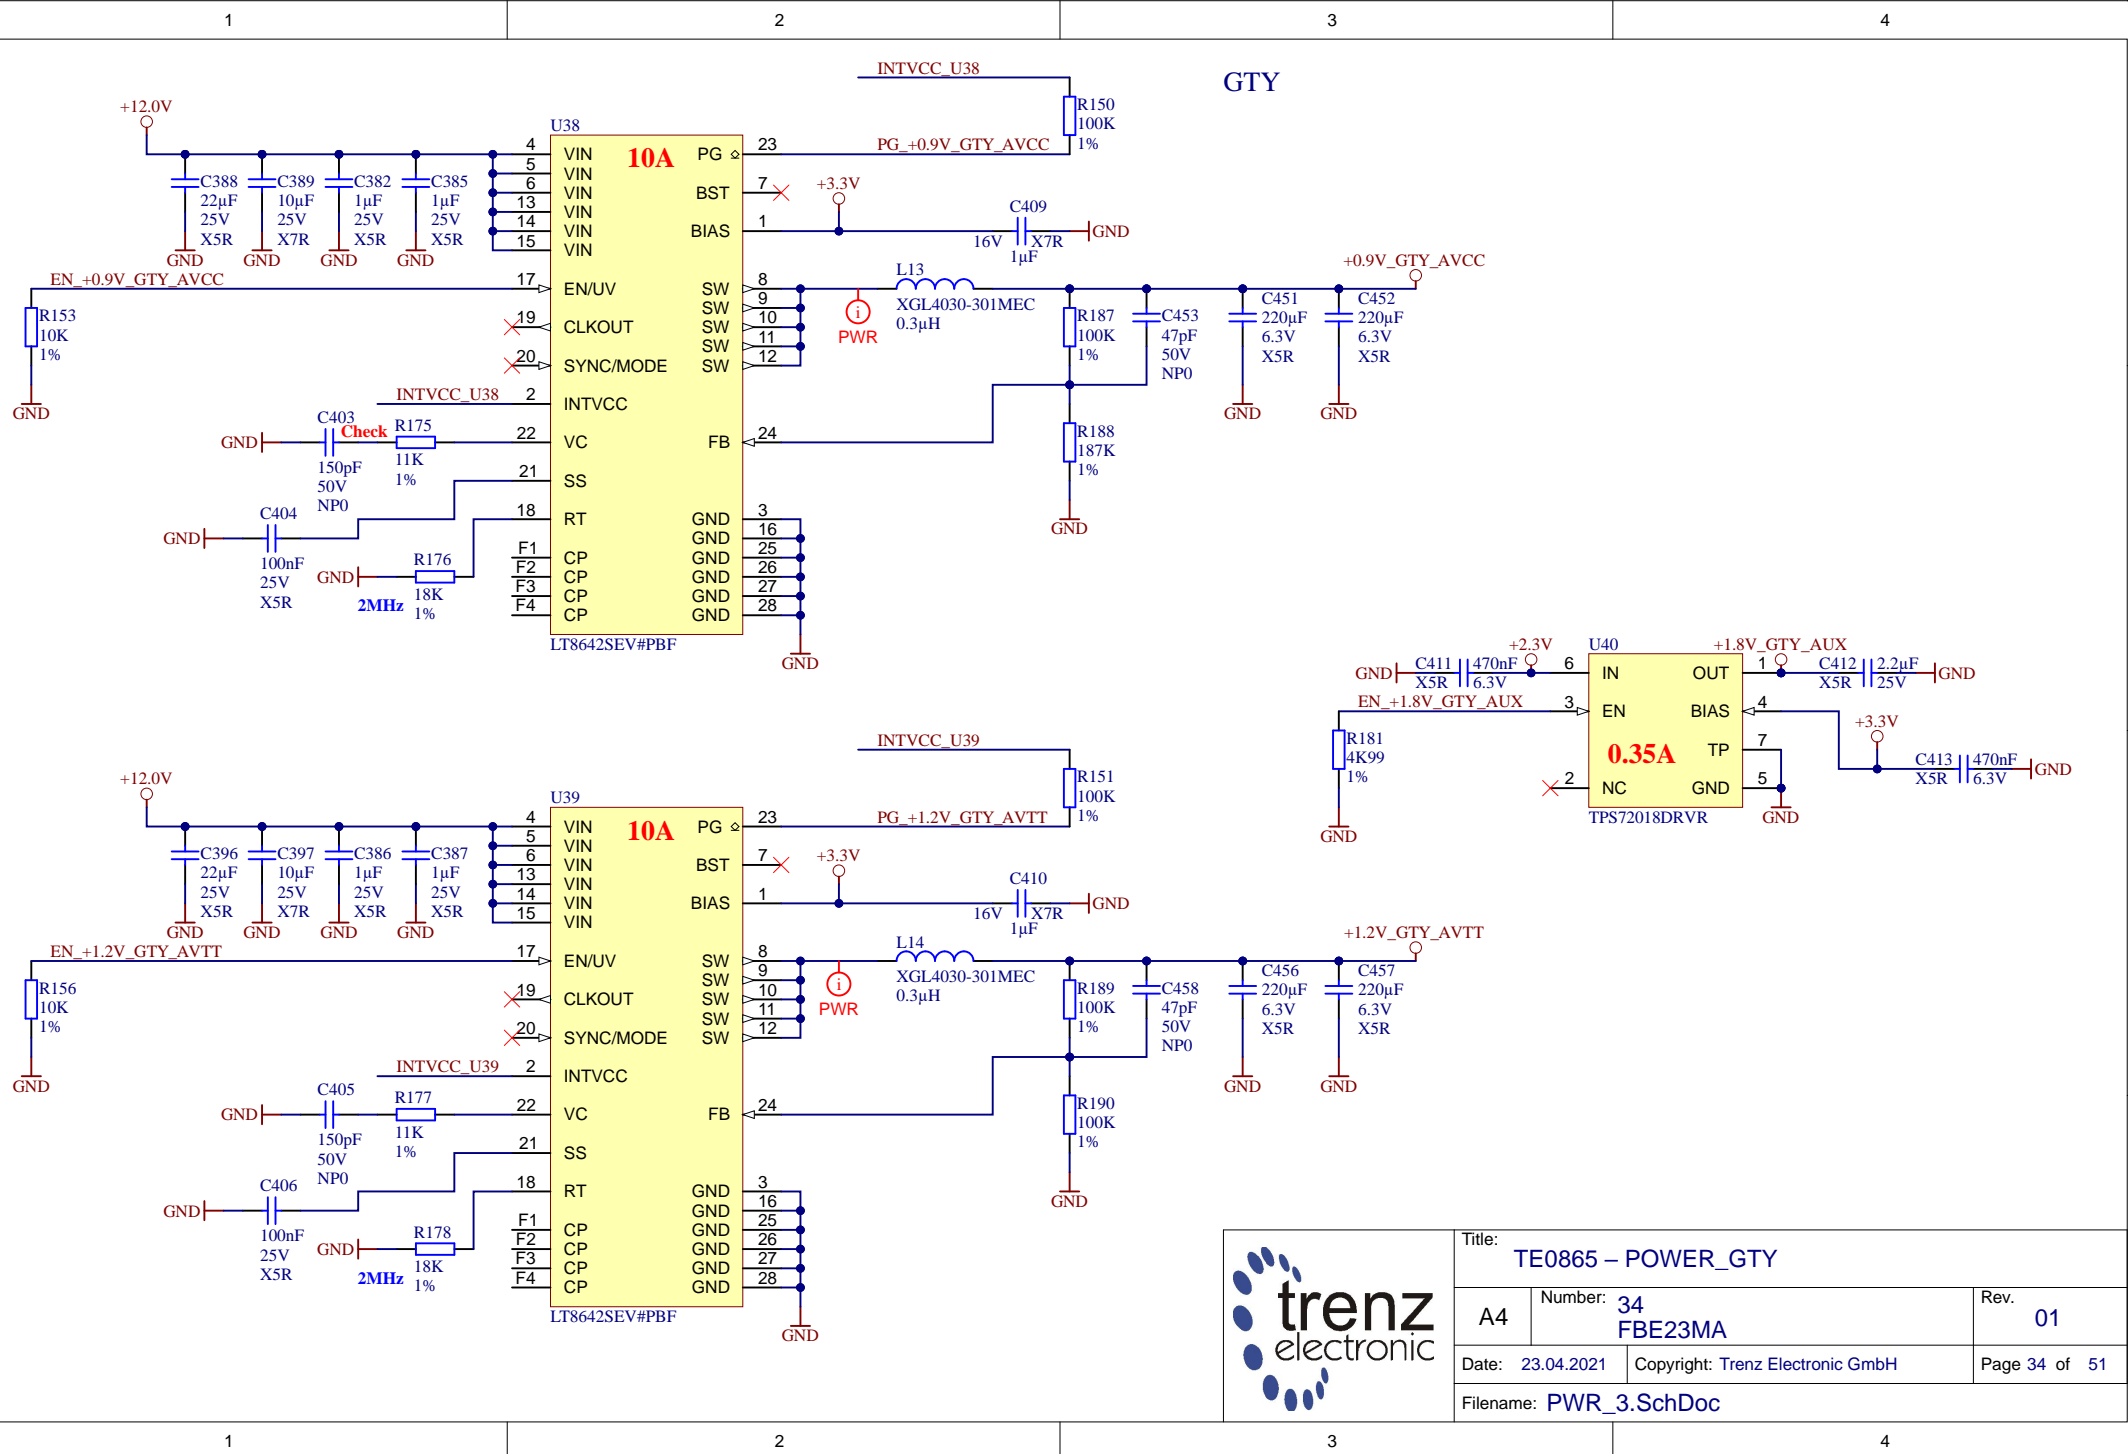 1
2
3
4
GTY
INTVCC_U38
R150
100K
1%
PG_+0.9V_GTY_AVCC
+12.0V
C388
22µF
25V
X5R
GND
C389
10µF
25V
X7R
GND
C382
1µF
25V
X5R
GND
C385
1µF
25V
X5R
GND
EN_+0.9V_GTY_AVCC
R153
10K
1%
GND
U38
10A
4 VIN
5 VIN
6 VIN
13 VIN
14 VIN
15 VIN
17 EN/UV
19 CLKOUT
20 SYNC/MODE
INTVCC_U38
2 INTVCC
22 VC
21 SS
18 RT
F1 CP
F2 CP
F3 CP
F4 CP
PG 23
BST 7
BIAS 1
SW 8
SW 9
SW 10
SW 11
SW 12
FB 24
GND 3
GND 16
GND 25
GND 26
GND 27
GND 28
GND
LT8642SEV#PBF
GND
C403
Check
150pF
50V
NP0
R175
11K
1%
GND
C404
100nF
25V
X5R
GND
R176
18K
1%
2MHz
+3.3V
C409
16V
X7R
1µF
GND
PWR
L13
XGL4030-301MEC
0.3µH
R187
100K
1%
C453
47pF
50V
NP0
C451
220µF
6.3V
X5R
GND
C452
220µF
6.3V
X5R
GND
+0.9V_GTY_AVCC
R188
187K
1%
GND
+2.3V
GND
C411
470nF
X5R
6.3V
EN_+1.8V_GTY_AUX
R181
4K99
1%
GND
U40
0.35A
6 IN
3 EN
2 NC
OUT 1
BIAS 4
TP 7
GND 5
TPS72018DRVR
GND
+1.8V_GTY_AUX
C412
2.2µF
X5R
25V
GND
+3.3V
C413
470nF
X5R
6.3V
GND
INTVCC_U39
R151
100K
1%
PG_+1.2V_GTY_AVTT
+12.0V
C396
22µF
25V
X5R
GND
C397
10µF
25V
X7R
GND
C386
1µF
25V
X5R
GND
C387
1µF
25V
X5R
GND
EN_+1.2V_GTY_AVTT
R156
10K
1%
GND
U39
10A
4 VIN
5 VIN
6 VIN
13 VIN
14 VIN
15 VIN
17 EN/UV
19 CLKOUT
20 SYNC/MODE
INTVCC_U39
2 INTVCC
22 VC
21 SS
18 RT
F1 CP
F2 CP
F3 CP
F4 CP
PG 23
BST 7
BIAS 1
SW 8
SW 9
SW 10
SW 11
SW 12
FB 24
GND 3
GND 16
GND 25
GND 26
GND 27
GND 28
GND
LT8642SEV#PBF
GND
C405
150pF
50V
NP0
R177
11K
1%
GND
C406
100nF
25V
X5R
GND
R178
18K
1%
2MHz
+3.3V
C410
16V
X7R
1µF
GND
PWR
L14
XGL4030-301MEC
0.3µH
R189
100K
1%
C458
47pF
50V
NP0
C456
220µF
6.3V
X5R
GND
C457
220µF
6.3V
X5R
GND
+1.2V_GTY_AVTT
R190
100K
1%
GND
trenz
electronic
Title:
TE0865 – POWER_GTY
A4
Number: 34
FBE23MA
Rev.
01
Date: 23.04.2021
Copyright: Trenz Electronic GmbH
Page 34 of 51
Filename: PWR_3.SchDoc
1
2
3
4